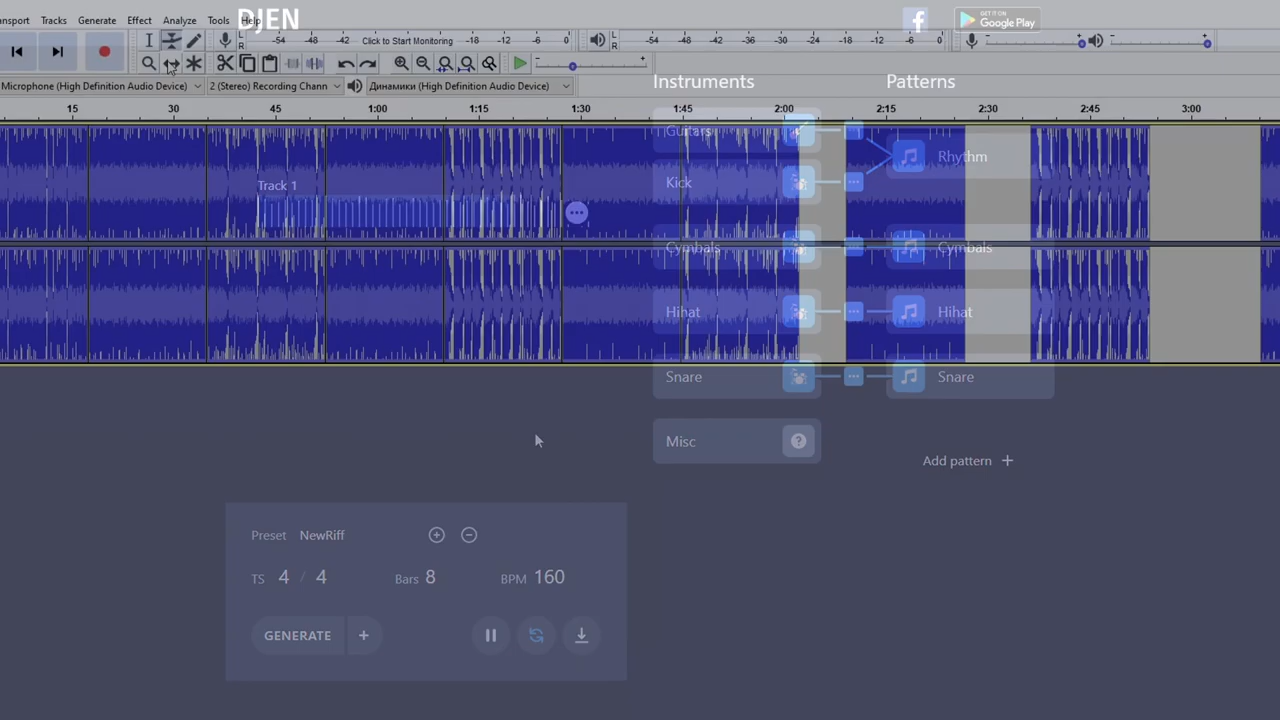 ansport Tracks Generate Effect Analyze Tools Help
DJEN
GET IT ON
Google Play
L
R
-54 -48 -42 Click to Start Monitoring -18 -12 -6 0
L
R
-54 -48 -42 -36 -30 -24 -18 -12 -6 0
Microphone (High Definition Audio Device)
2 (Stereo) Recording Chann
Динамики (High Definition Audio Device)
Instruments
Patterns
15 30 45 1:00 1:15 1:30 1:45 2:00 2:15 2:30 2:45 3:00
Guitars
Rhythm
Kick
Track 1
Cymbals
Cymbals
Hihat
Hihat
Snare
Snare
Misc
Add pattern +
Preset NewRiff
TS 4 / 4 Bars 8 BPM 160
GENERATE +